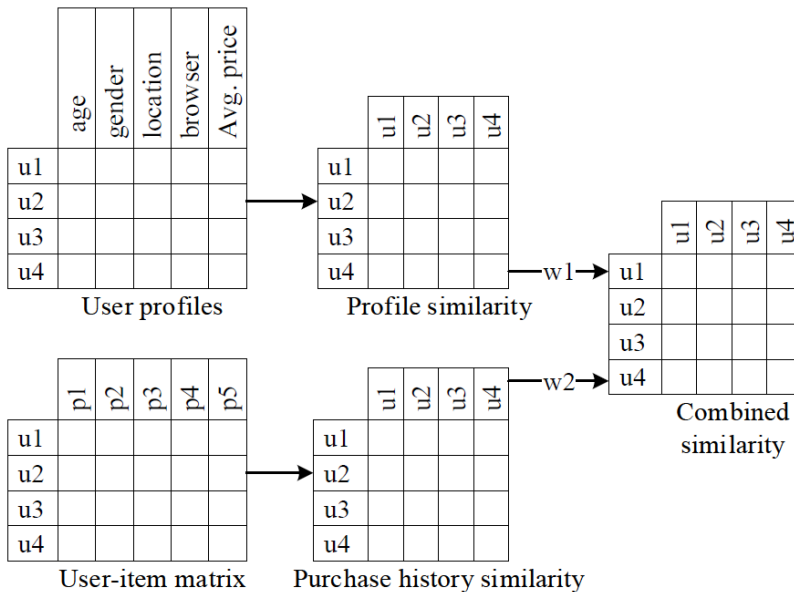 age gender location browser Avg. price
u1
u2
u3
u4
User profiles
u1 u2 u3 u4
u1
u2
u3
u4
Profile similarity
w1
p1 p2 p3 p4 p5
u1
u2
u3
u4
User-item matrix
u1 u2 u3 u4
u1
u2
u3
u4
Purchase history similarity
w2
u1 u2 u3 u4
u1
u2
u3
u4
Combined
similarity